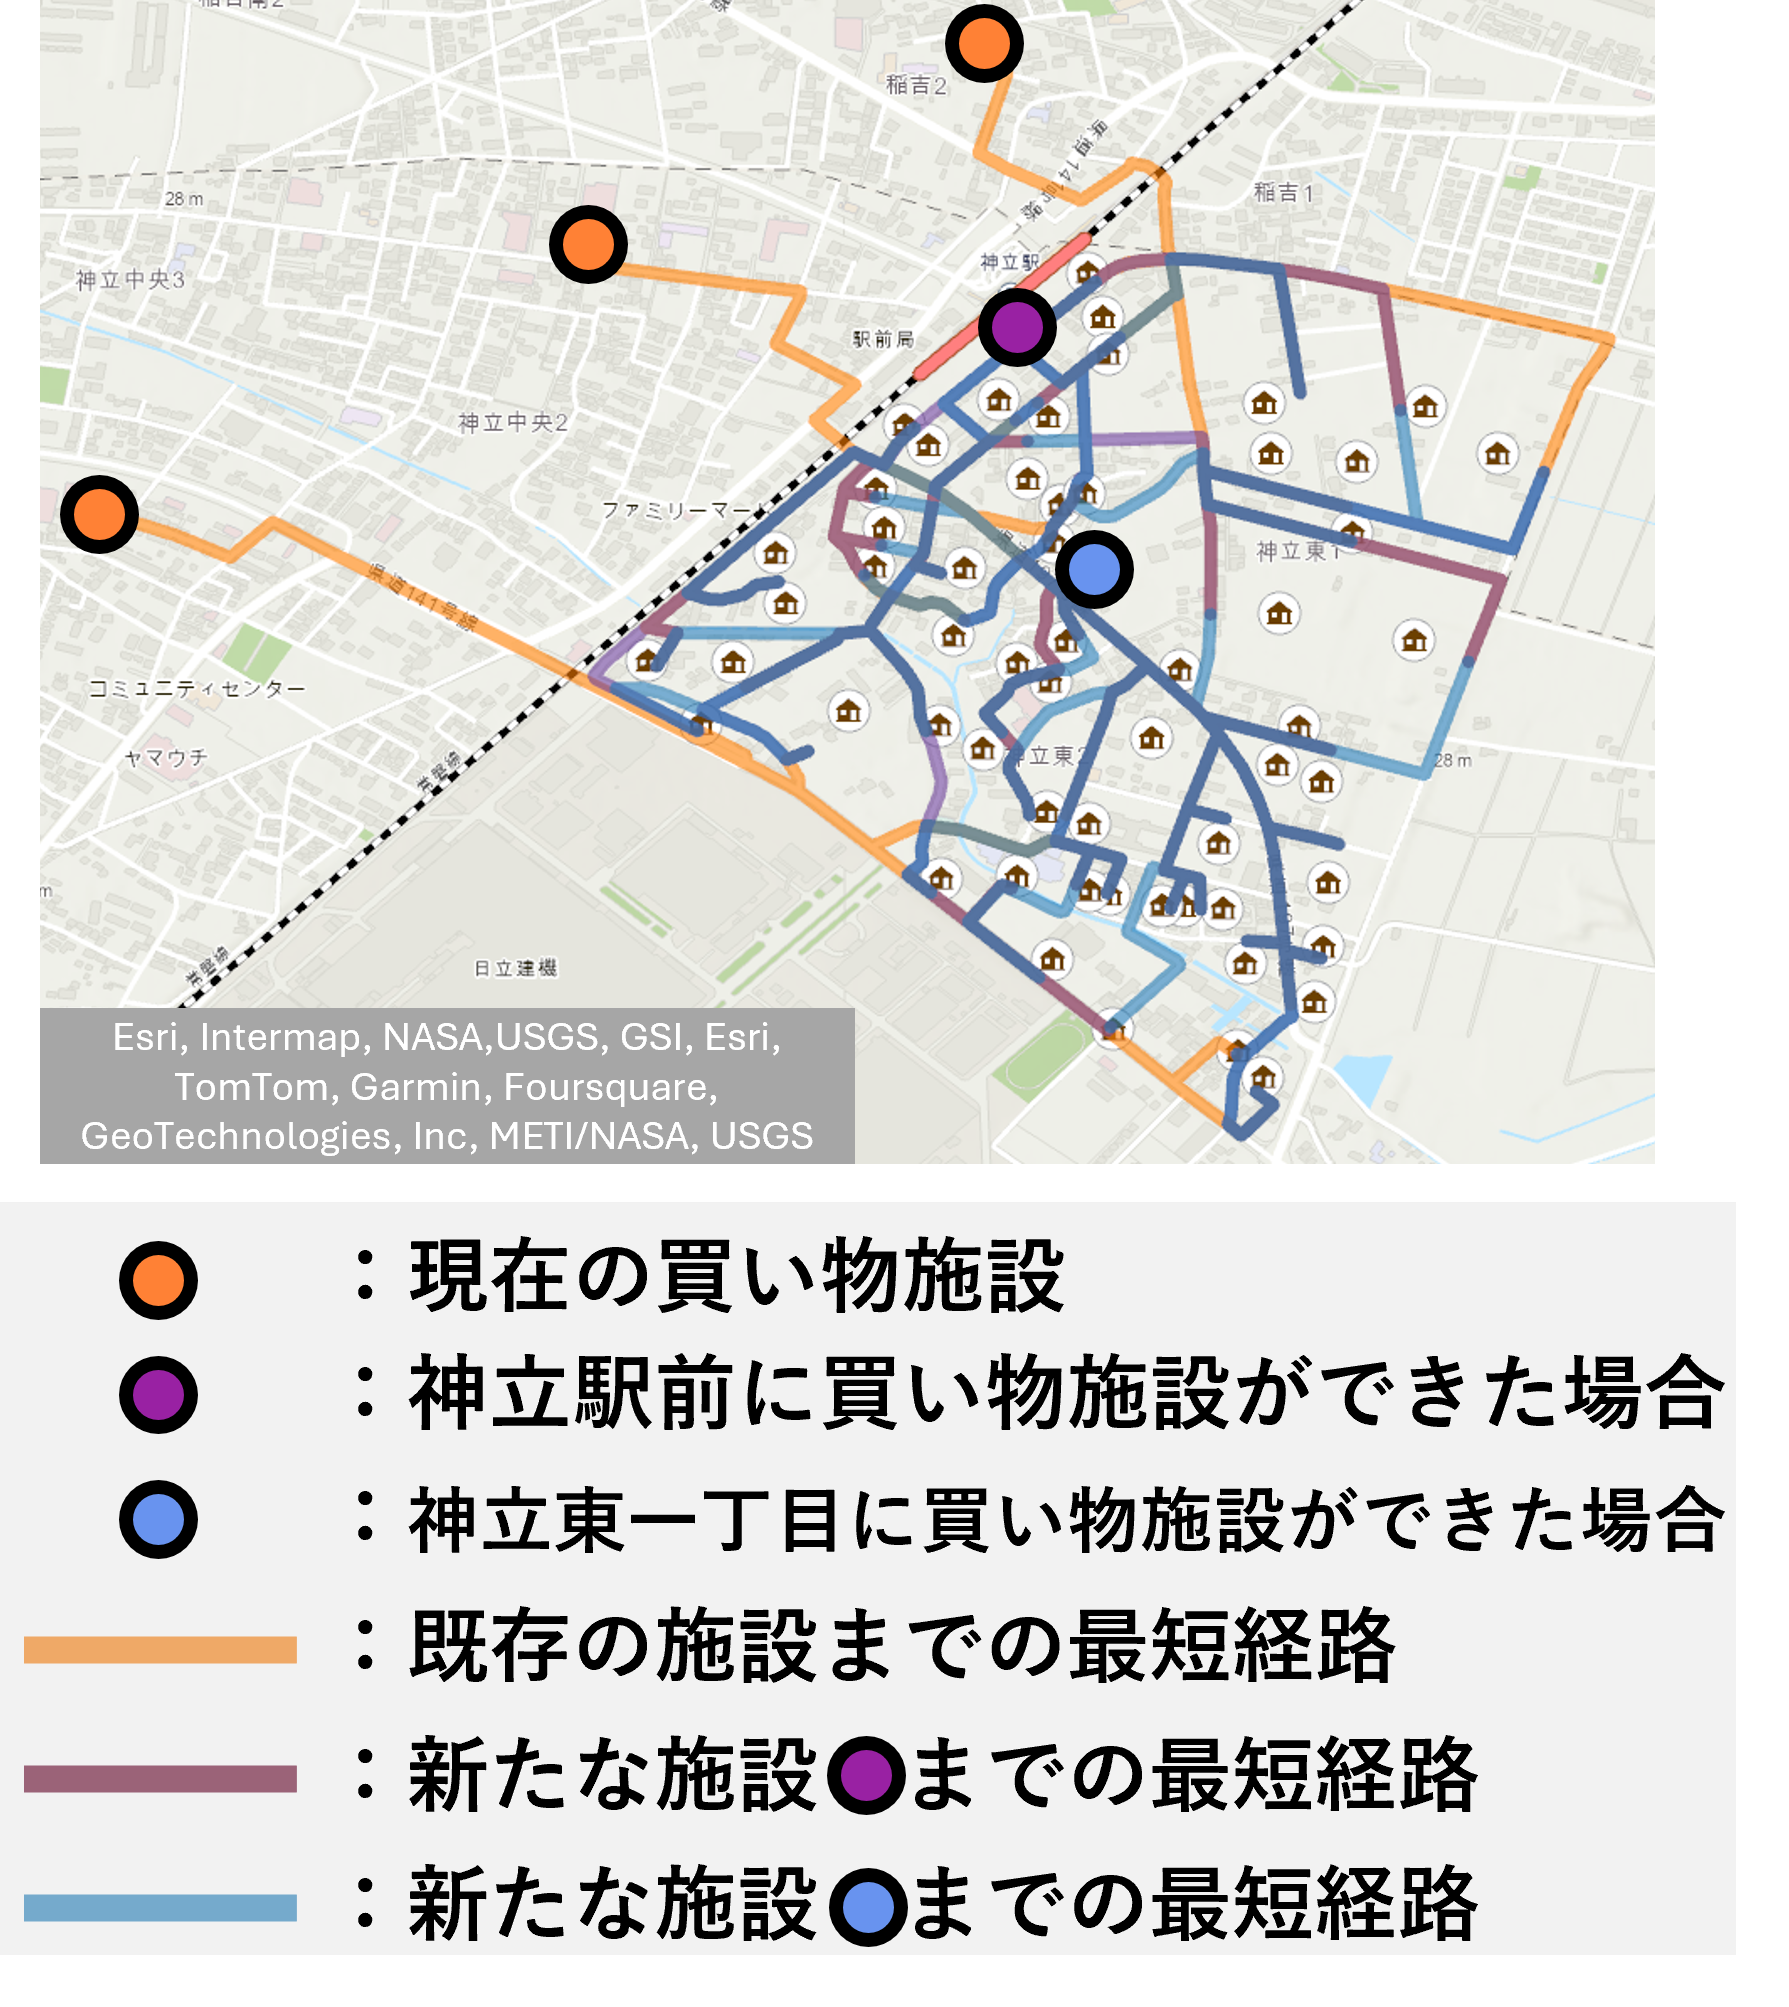 稲吉2
28 m
稲吉1
神立中央3
神立駅
駅前局
神立中央2
ファミリーマー
神立東1
県道141号線
コミュニティセンター
ヤマウチ
常磐線
神立東2
28 m
常磐線
日立建機
m
Esri, Intermap, NASA,USGS, GSI, Esri,
TomTom, Garmin, Foursquare,
GeoTechnologies, Inc, METI/NASA, USGS
：現在の買い物施設
：神立駅前に買い物施設ができた場合
：神立東一丁目に買い物施設ができた場合
：既存の施設までの最短経路
：新たな施設までの最短経路
：新たな施設までの最短経路